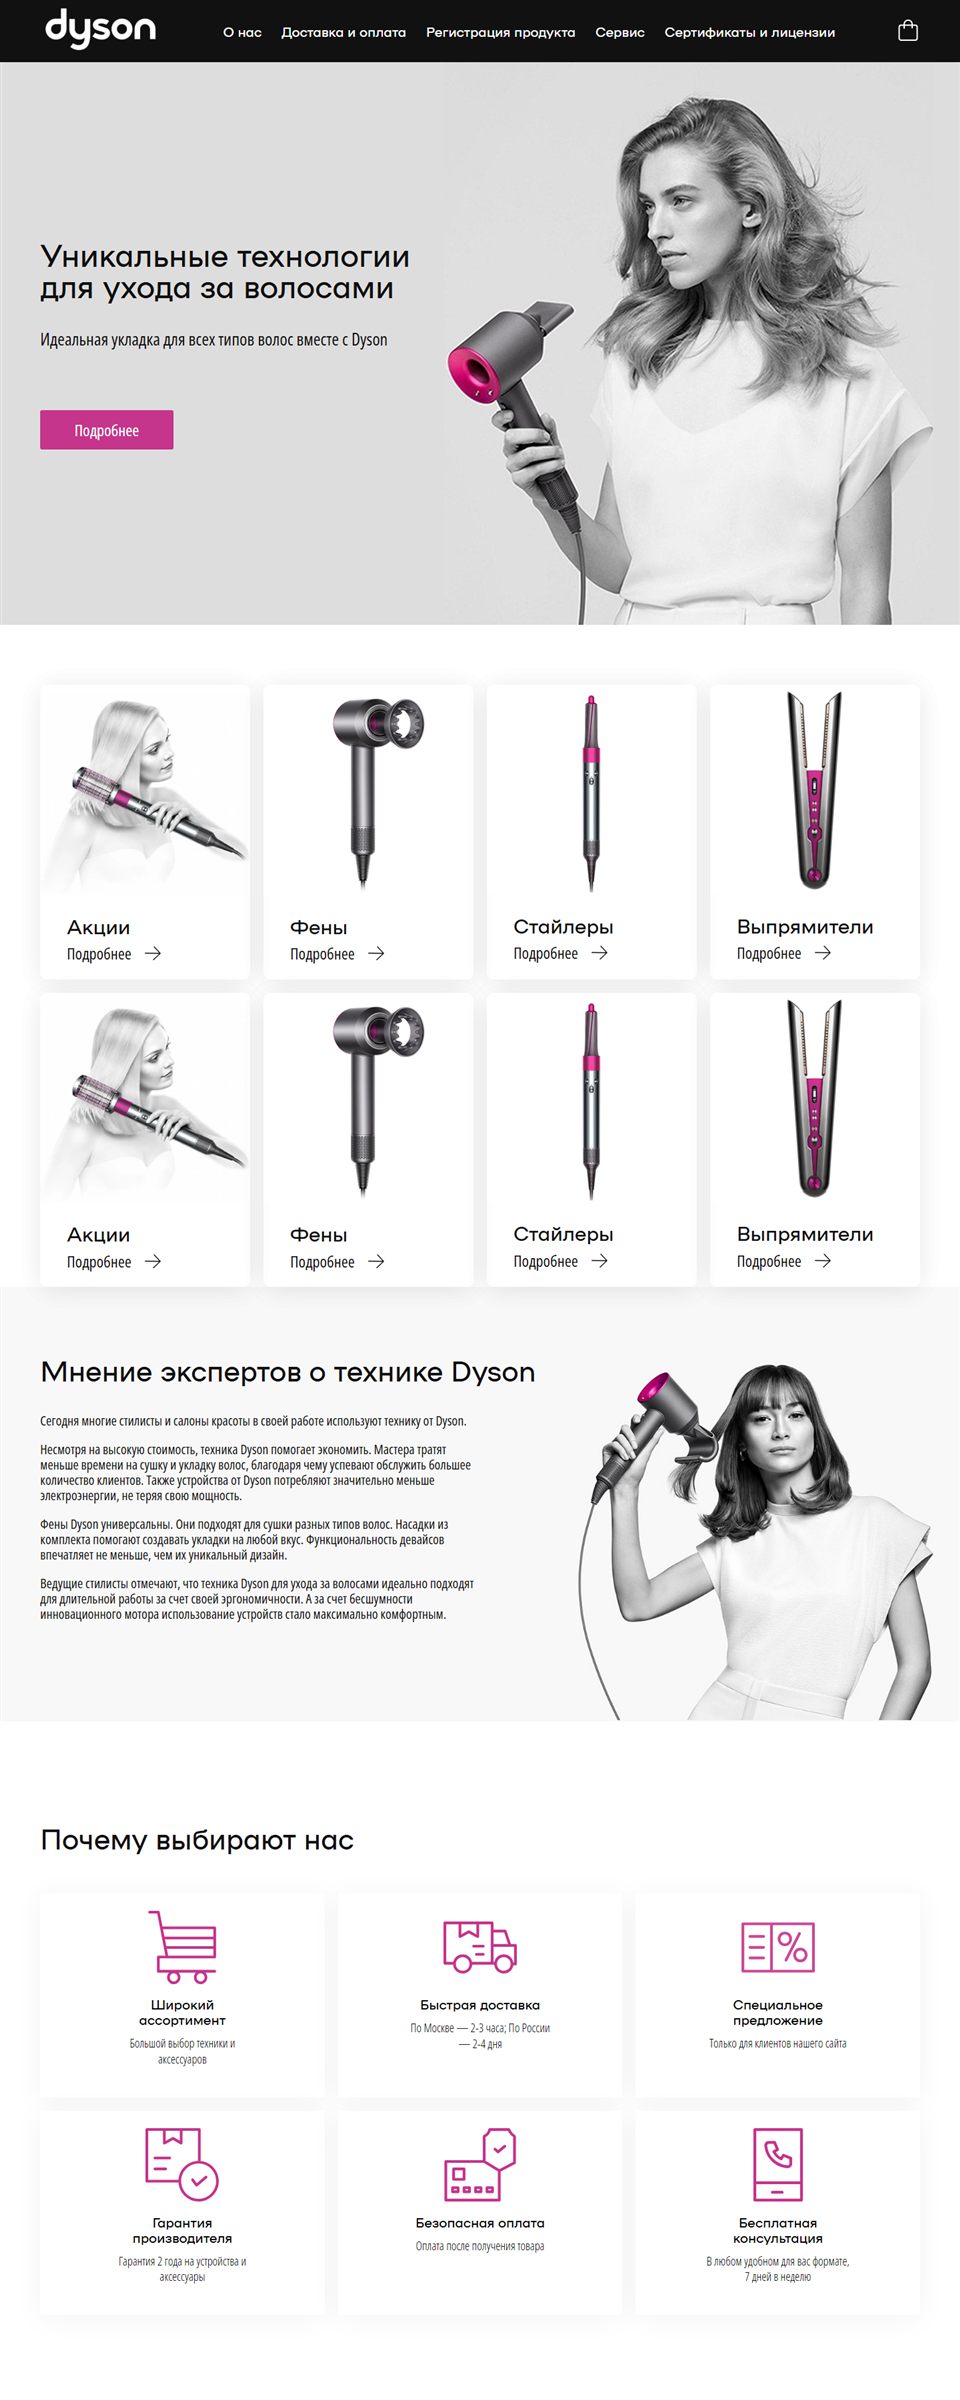 dyson
О нас Доставка и оплата Регистрация продукта Сервис Сертификаты и лицензии
Уникальные технологии
для ухода за волосами
Идеальная укладка для всех типов волос вместе с Dyson
Подробнее
Акции Фены Стайлеры Выпрямители
Подробнее Подробнее Подробнее Подробнее
Акции Фены Стайлеры Выпрямители
Подробнее Подробнее Подробнее Подробнее
Мнение экспертов о технике Dyson
Сегодня многие стилисты и салоны красоты в своей работе используют технику от Dyson.
Несмотря на высокую стоимость, техника Dyson помогает экономить. Мастера тратят
меньше времени на сушку и укладку волос, благодаря чему успевают обслужить большее
количество клиентов. Также устройства от Dyson потребляют значительно меньше
электроэнергии, не теряя свою мощность.
Фены Dyson универсальны. Они подходят для сушки разных типов волос. Насадки из
комплекта помогают создавать укладки на любой вкус. Функциональность девайсов
впечатляет не меньше, чем их уникальный дизайн.
Ведущие стилисты отмечают, что техника Dyson для ухода за волосами идеально подходят
для длительной работы за счет своей эргономичности. А за счет бесшумности
инновационного мотора использование устройств стало максимально комфортным.
Почему выбирают нас
Широкий
ассортимент
Большой выбор техники и
аксессуаров
Быстрая доставка
По Москве — 2-3 часа; По России
— 2-4 дня
Специальное
предложение
Только для клиентов нашего сайта
Гарантия
производителя
Гарантия 2 года на устройства и
аксессуары
Безопасная оплата
Оплата после получения товара
Бесплатная
консультация
В любом удобном для вас формате,
7 дней в неделю